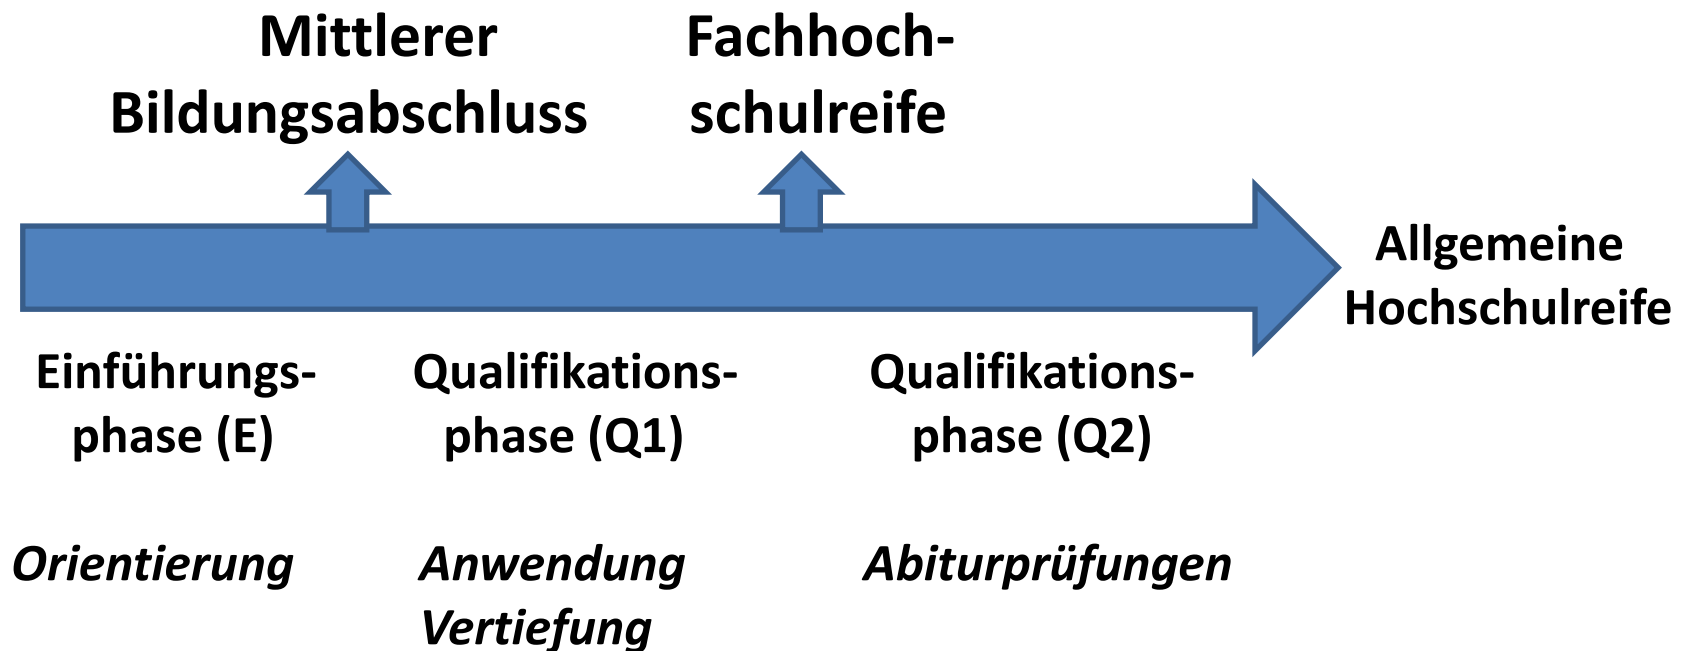 Mittlerer
Bildungsabschluss
Fachhoch-
schulreife
Allgemeine
Hochschulreife
Einführungs-
phase (E)
Qualifikations-
phase (Q1)
Qualifikations-
phase (Q2)
Orientierung
Anwendung
Vertiefung
Abiturprüfungen